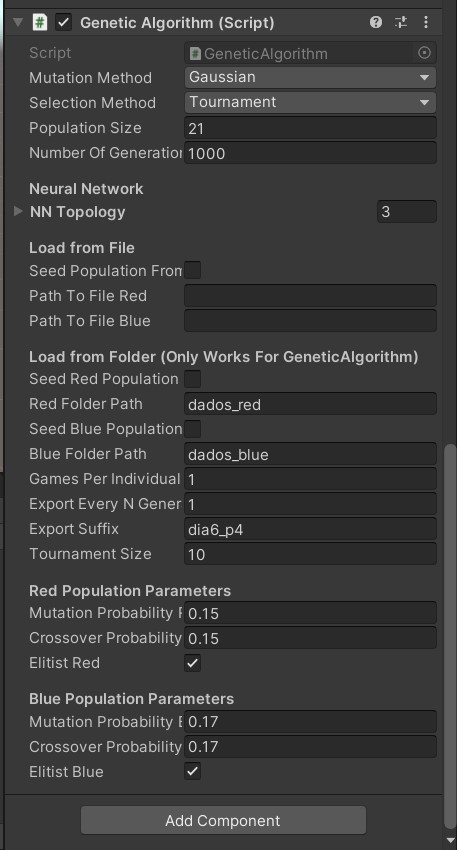 Genetic Algorithm (Script)
Script GeneticAlgorithm
Mutation Method Gaussian
Selection Method Tournament
Population Size 21
Number Of Generation 1000
Neural Network
NN Topology 3
Load from File
Seed Population From
Path To File Red
Path To File Blue
Load from Folder (Only Works For GeneticAlgorithm)
Seed Red Population
Red Folder Path dados_red
Seed Blue Population
Blue Folder Path dados_blue
Games Per Individual 1
Export Every N Gener 1
Export Suffix dia6_p4
Tournament Size 10
Red Population Parameters
Mutation Probability 0.15
Crossover Probability 0.15
Elitist Red
Blue Population Parameters
Mutation Probability 0.17
Crossover Probability 0.17
Elitist Blue
Add Component